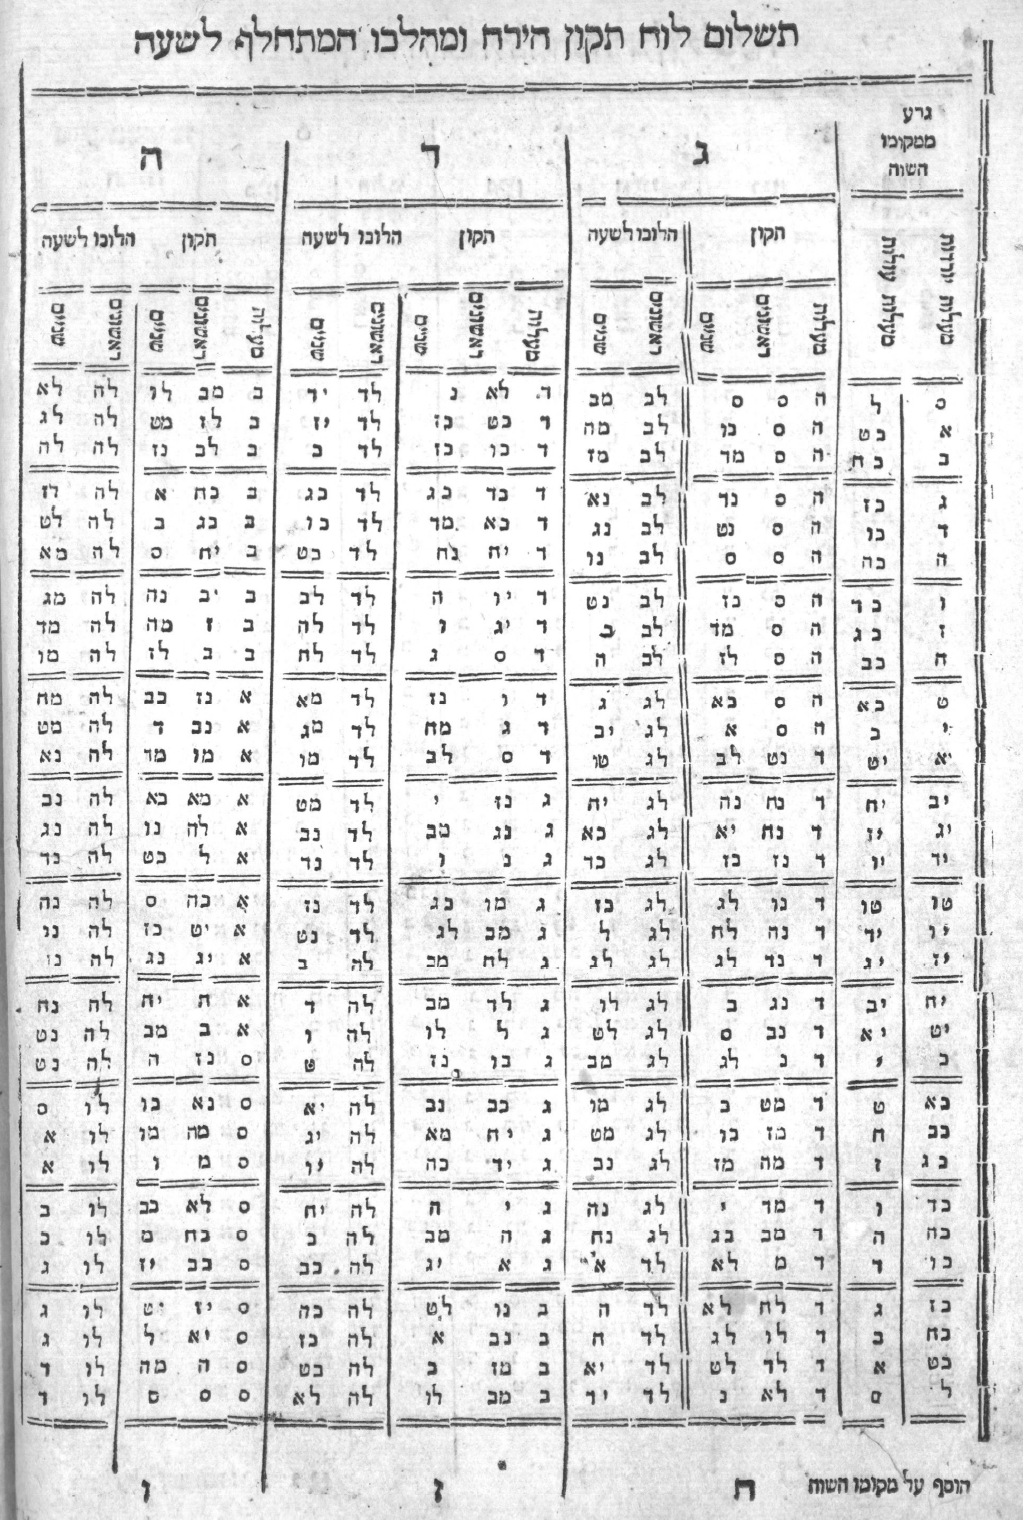 תשלום לוח תקון הירח ומהלכו המתחלף לשעה
גרע ממקומו השוה ג ד ה
תקון הלוכו לשעה תקון הלוכו לשעה תקון הלוכו לשעה
מעלות יורדות מעלות עולות מעלות ראשונים שניים ראשונים שניים מעלות ראשונים שניים ראשונים שניים מעלות ראשונים שניים ראשונים שניים
ס ל ה ס ס לב מב ד לא נ לד יד ב מב לו לה לא
א כט ה ס כו לב מה ד כט כז לד יז ב לז מט לה לג
ב כח ה ס מד לב מז ד כו כז לד כ ב לב נז לה לה
ג כז ה ס נד לב נא ד כד כג לד כג ב כח א לה לז
ד כו ה ס נט לב נג ד כא מד לד כו ב כג ב לה לט
ה כה ה ס ס לב נו ד יח נח לד כט ב יח ס לה מא
ו כד ה ס נז לב נט ד יו ה לד לב ב יב נה לה מג
ז כג ה ס מד לב ב ד יג ו לד לה ב ז מה לה מד
ח כב ה ס לז לב ה ד ס ג לד לח ב ב לז לה מו
ט כא ה ס כא לג ג ד ו נז לד מא א נז כב לה מח
י כ ה ס א לג יב ד ג מח לד מג א נב ד לה מט
יא יט ד נט לב לג טו ד ס לב לד מו א מו מד לה נא
יב יח ד נח נה לג יח ג נז י לד מט א מא כא לה נב
יג יז ד נח יא לג כא ג נג מב לד נב א לה נו לה נג
יד יו ד נז כז לג כד ג נ ו לד נד א ל כט לה נד
טו טו ד נו לג לג כז ג מו כג לד נז א כה ס לה נה
יו יד ד נה לח לג ל ג מב לג לד נט א יט כז לה נו
יז יג ד נד לג לג לג ג לח מב לה ב א יג נג לה נו
יח יב ד נג כ לג לו ג לד מב לה ד א ח יח לה נח
יט יא ד נב ס לג לט ג ל לו לה ו א ב מב לה נט
כ י ד נ לג לג מב ג כו נז לה ט ס נז ה לה נט
כא ט ד מט כ לג מו ג כב נב לה יא ס נא כו לו ס
כב ח ד מז כו לג מט ג יח מא לה יג ס מה מו לו א
כג ז ד מה מז לג נב ג יד כה לה יו ס מ ו לו א
כד ו ד מד י לג נה ג י ה לה יח ס לא כב לו ב
כה ה ד מב כג לג נח ג ה מב לה כ ס כח מ לו כ
כו ד ד מ לא לד א ג א יג לה כב ס כב יז לו ג
כז ג ד לח לא לד ה ב נו לט לה כה ס יז יט לו ג
כח ב ד לו לג לד ח ב נב א לה כז ס יא ל לו ג
כט א ד לד לט לד יא ב מז כ לה כט ס ה מה לו ד
ל ס ד לא נ לד יד ב מב לו לה לא ס ס ס לו ד
הוסף על מקומו השוה ח ז ו